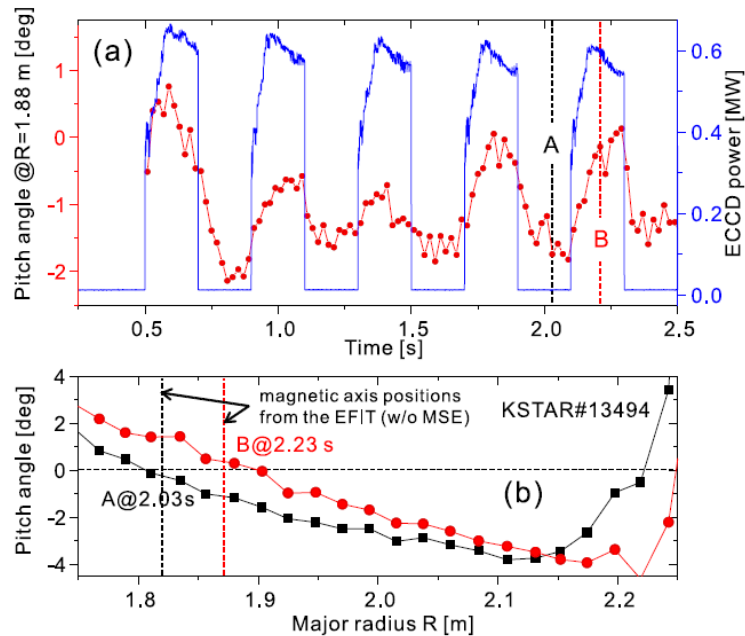 (a)
A
B
Pitch angle @R=1.88 m [deg]
1
0
-1
-2
ECCD power [MW]
0.6
0.4
0.2
0.0
0.5 1.0 1.5 2.0 2.5
Time [s]
magnetic axis positions
from the EFIT (w/o MSE)
KSTAR#13494
B@2.23 s
A@2.03s
(b)
Pitch angle [deg]
4
2
0
-2
-4
1.8 1.9 2.0 2.1 2.2
Major radius R [m]